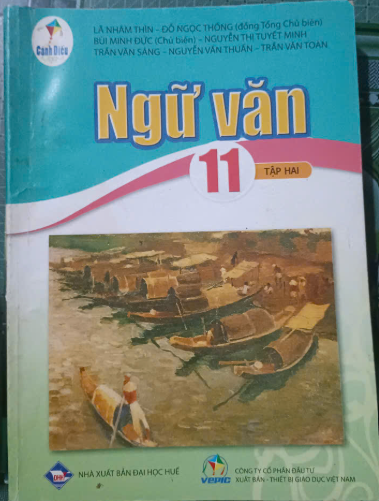 LÃ NHÂM THÌN – ĐỖ NGỌC THỐNG (đồng Tổng Chủ biên)
BÙI MINH ĐỨC (Chủ biên) – NGUYỄN THỊ TUYẾT MINH
TRẦN VĂN SÁNG – NGUYỄN VĂN THUẤN – TRẦN VĂN TOÀN
Cánh Diều
Ngữ văn
11
TẬP HAI
NHÀ XUẤT BẢN ĐẠI HỌC HUẾ
VEPIC
CÔNG TY CỔ PHẦN ĐẦU TƯ
XUẤT BẢN - THIẾT BỊ GIÁO DỤC VIỆT NAM